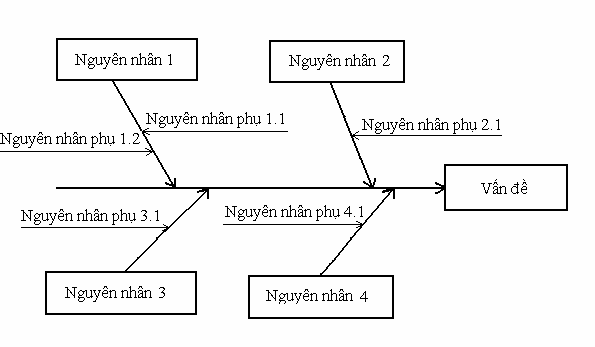 Nguyên nhân 1
Nguyên nhân 2
Nguyên nhân phụ 1.1
Nguyên nhân phụ 2.1
Nguyên nhân phụ 1.2
Vấn đề
Nguyên nhân phụ 3.1
Nguyên nhân phụ 4.1
Nguyên nhân 3
Nguyên nhân 4